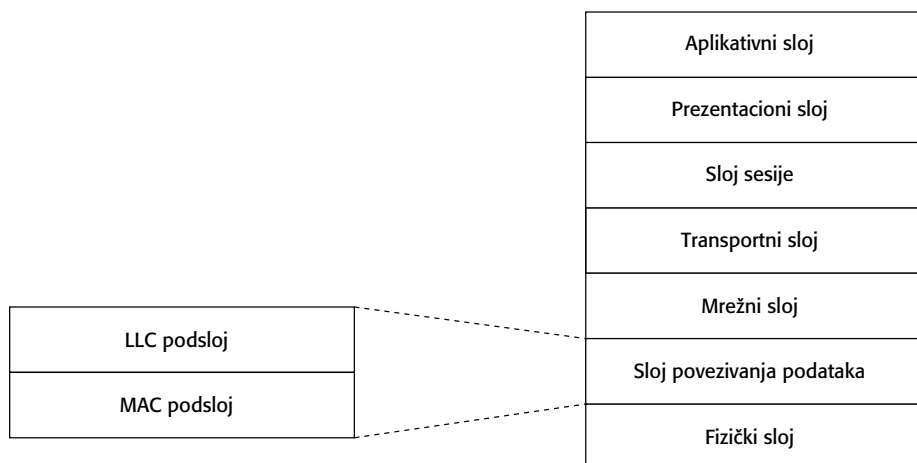 Aplikativni sloj
Prezentacioni sloj
Sloj sesije
Transportni sloj
Mrežni sloj
Sloj povezivanja podataka
Fizički sloj
LLC podsloj
MAC podsloj